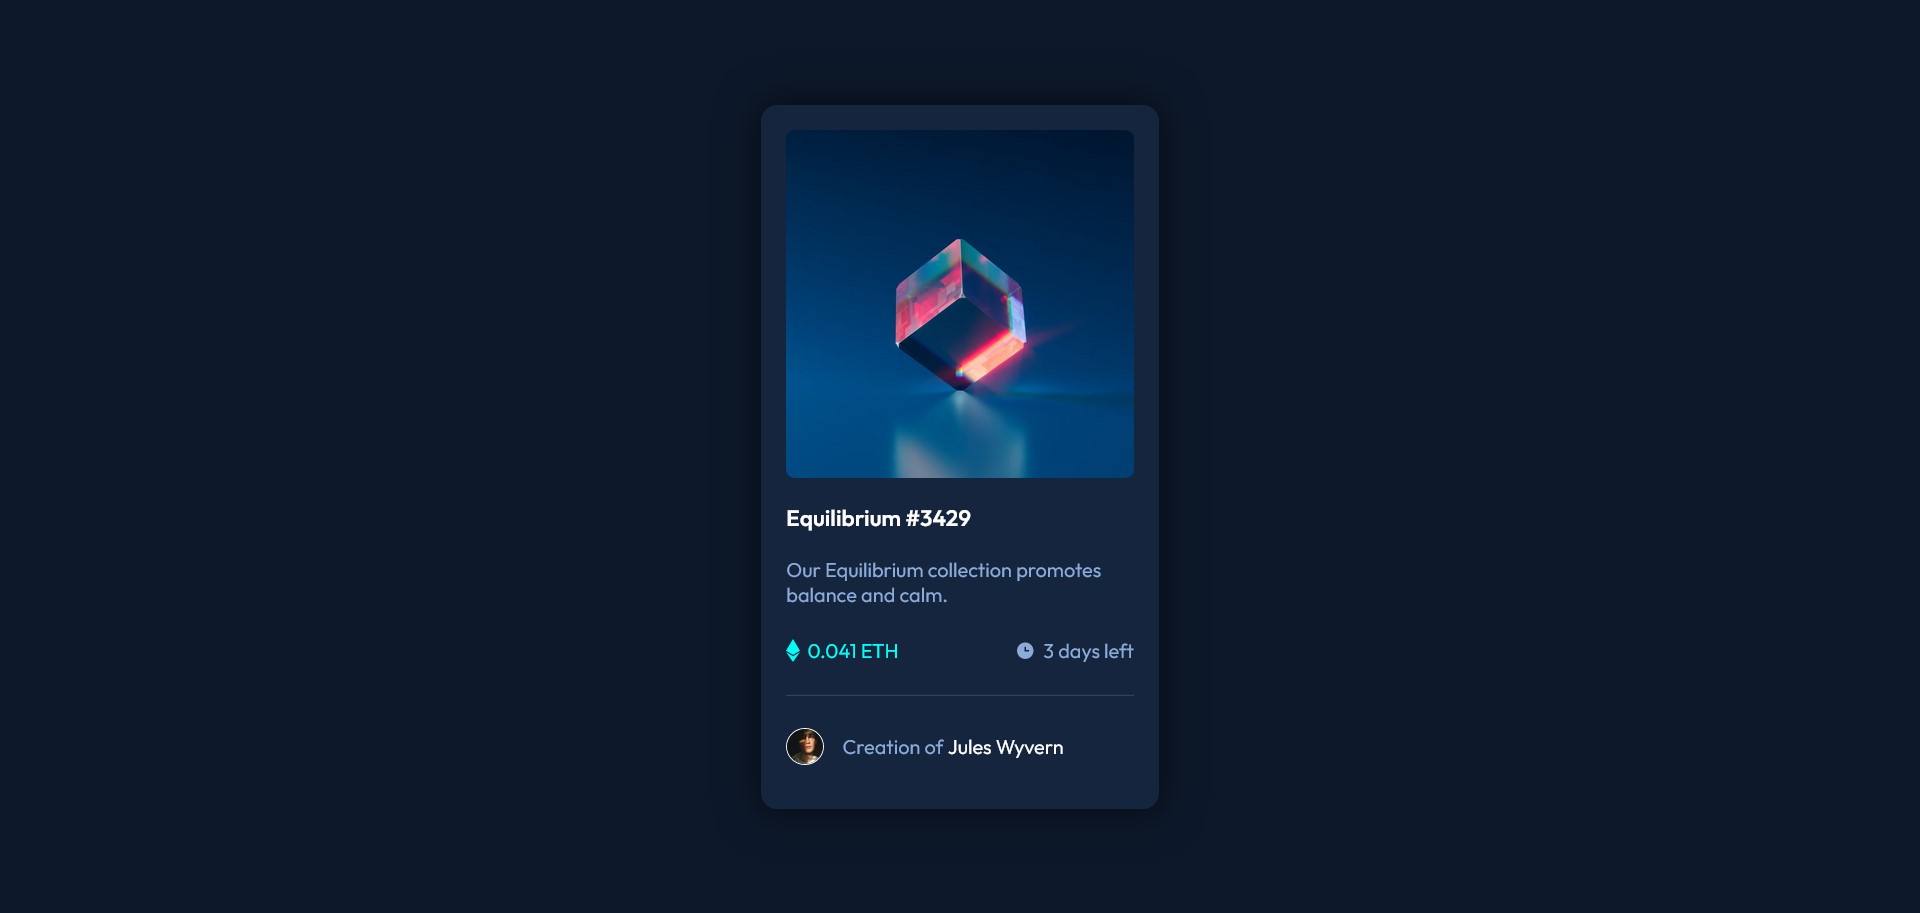 Equilibrium #3429
Our Equilibrium collection promotes
balance and calm.
0.041 ETH
3 days left
Creation of Jules Wyvern